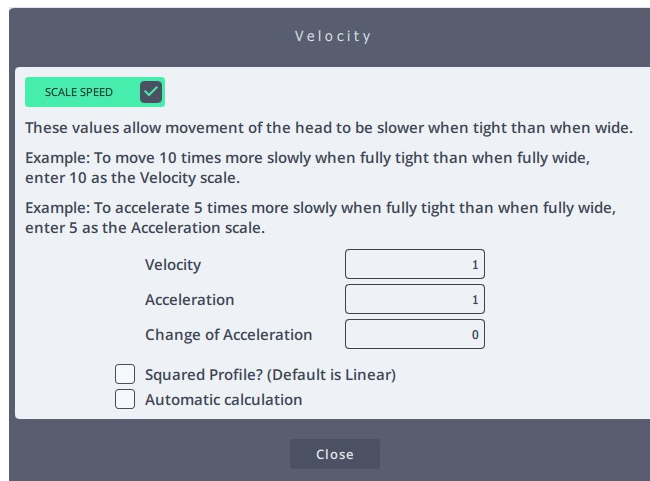 Velocity
SCALE SPEED
These values allow movement of the head to be slower when tight than when wide.
Example: To move 10 times more slowly when fully tight than when fully wide,
enter 10 as the Velocity scale.
Example: To accelerate 5 times more slowly when fully tight than when fully wide,
enter 5 as the Acceleration scale.
Velocity 1
Acceleration 1
Change of Acceleration 0
Squared Profile? (Default is Linear)
Automatic calculation
Close